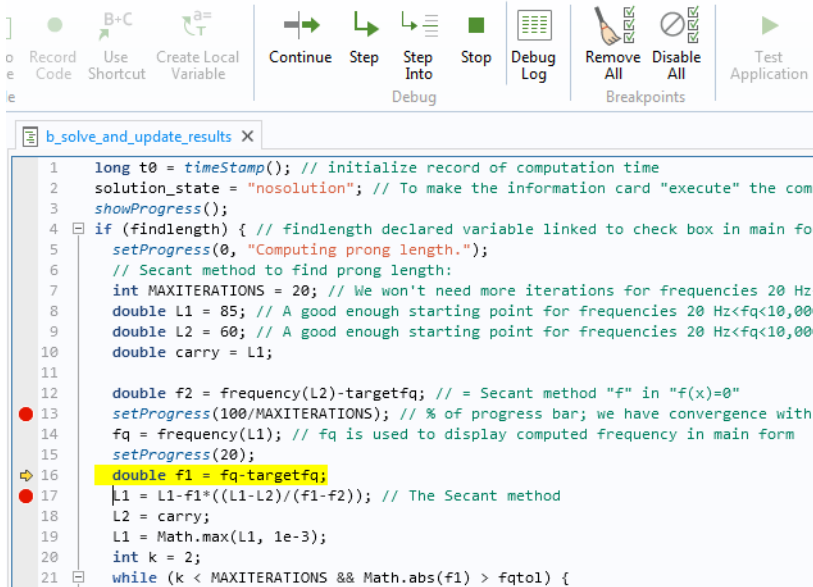 B+C
a=
T
o Record Use Create Local Continue Step Step Stop Debug Remove Disable Test
e Code Shortcut Variable Into Log All All Application
le Debug Breakpoints
b_solve_and_update_results
1 long t0 = timeStamp(); // initialize record of computation time
2 solution_state = "nosolution"; // To make the information card "execute" the com
3 showProgress();
4 if (findlength) { // findlength declared variable linked to check box in main fo
5 setProgress(0, "Computing prong length.");
6 // Secant method to find prong length:
7 int MAXITERATIONS = 20; // We won't need more iterations for frequencies 20 Hz
8 double L1 = 85; // A good enough starting point for frequencies 20 Hz<fq<10,00
9 double L2 = 60; // A good enough starting point for frequencies 20 Hz<fq<10,00
10 double carry = L1;
11
12 double f2 = frequency(L2)-targetfq; // = Secant method "f" in "f(x)=0"
13 setProgress(100/MAXITERATIONS); // % of progress bar; we have convergence with
14 fq = frequency(L1); // fq is used to display computed frequency in main form
15 setProgress(20);
16 double f1 = fq-targetfq;
17 L1 = L1-f1*((L1-L2)/(f1-f2)); // The Secant method
18 L2 = carry;
19 L1 = Math.max(L1, 1e-3);
20 int k = 2;
21 while (k < MAXITERATIONS && Math.abs(f1) > fqtol) {